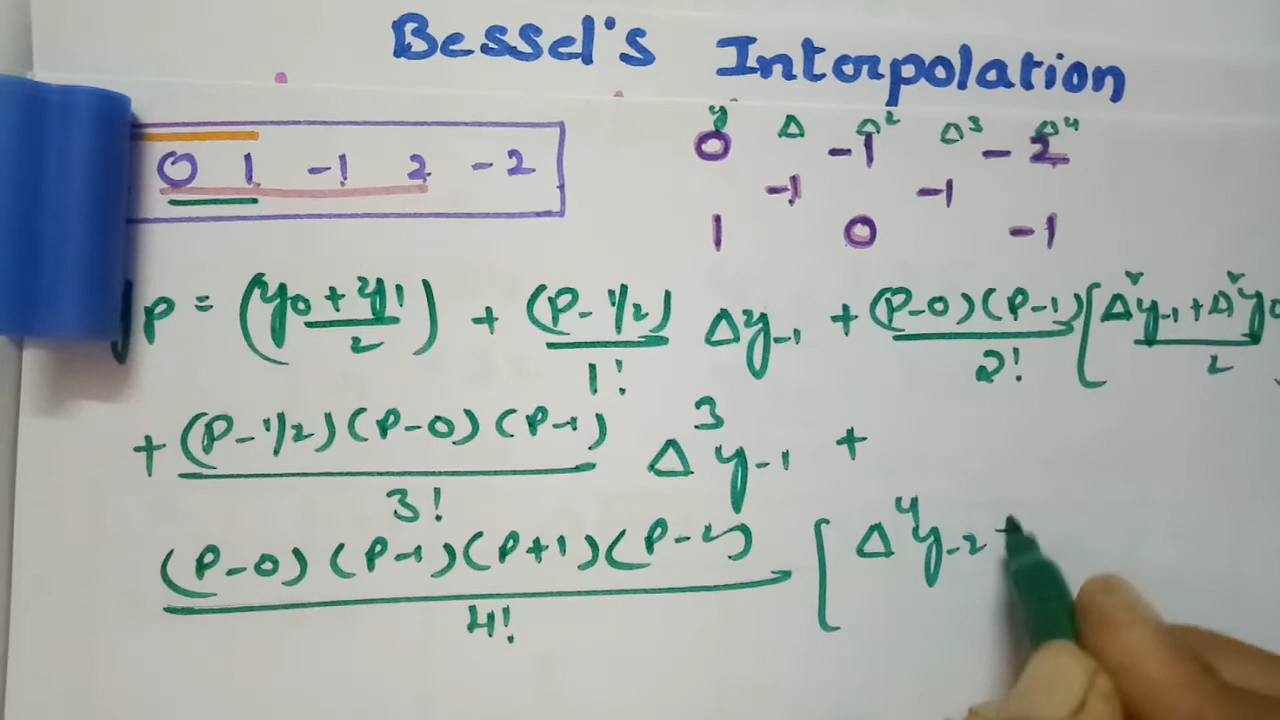 Bessel's Interpolation
0 1 -1 2 -2
y Δ Δ² Δ³ Δ⁴
0 -1 -2
-1 -1
1 0 -1
yp = (y₀ + y₁ / 2) + (P - 1/2) / 1! Δy₋₁ + (P-0)(P-1) / 2! [Δ²y₋₁ + Δ²y₀ / 2
+ (P-1/2)(P-0)(P-1) / 3! Δ³y₋₁ +
(P-0)(P-1)(P+1)(P-2) / 4! [Δ⁴y₋₂